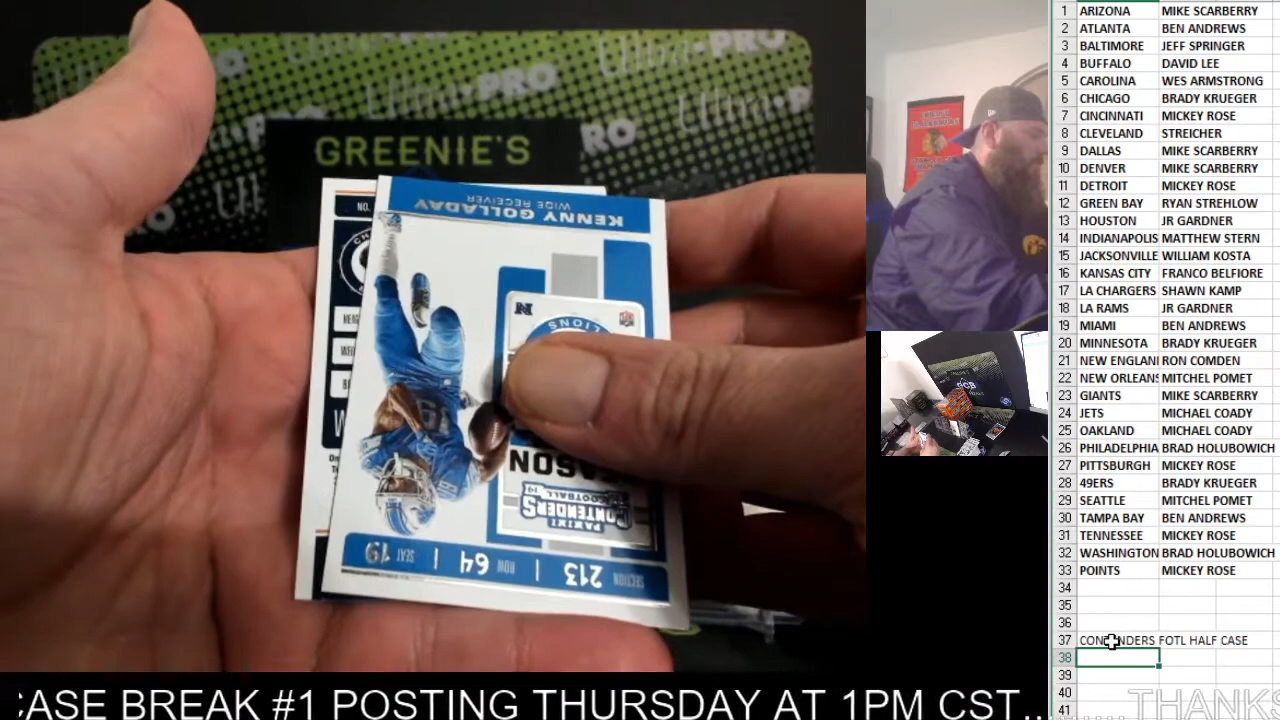 Ultra•PRO
GREENIE'S
KENNY GOLLADAY
WIDE RECEIVER
LIONS
PANINI
CONTENDERS
FOOTBALL
SECTION 213 | ROW 64 | SEAT 19
NO.
1 ARIZONA MIKE SCARBERRY
2 ATLANTA BEN ANDREWS
3 BALTIMORE JEFF SPRINGER
4 BUFFALO DAVID LEE
5 CAROLINA WES ARMSTRONG
6 CHICAGO BRADY KRUEGER
7 CINCINNATI MICKEY ROSE
8 CLEVELAND STREICHER
9 DALLAS MIKE SCARBERRY
10 DENVER MIKE SCARBERRY
11 DETROIT MICKEY ROSE
12 GREEN BAY RYAN STREHLOW
13 HOUSTON JR GARDNER
14 INDIANAPOLIS MATTHEW STERN
15 JACKSONVILLE WILLIAM KOSTA
16 KANSAS CITY FRANCO BELFIORE
17 LA CHARGERS SHAWN KAMP
18 LA RAMS JR GARDNER
19 MIAMI BEN ANDREWS
20 MINNESOTA BRADY KRUEGER
21 NEW ENGLAN RON COMDEN
22 NEW ORLEANS MITCHEL POMET
23 GIANTS MIKE SCARBERRY
24 JETS MICHAEL COADY
25 OAKLAND MICHAEL COADY
26 PHILADELPHIA BRAD HOLUBOWICH
27 PITTSBURGH MICKEY ROSE
28 49ERS BRADY KRUEGER
29 SEATTLE MITCHEL POMET
30 TAMPA BAY BEN ANDREWS
31 TENNESSEE MICKEY ROSE
32 WASHINGTON BRAD HOLUBOWICH
33 POINTS MICKEY ROSE
34
35
36
37 CONTENDERS FOTL HALF CASE
38
39
40
41
CASE BREAK #1 POSTING THURSDAY AT 1PM CST.......... THANKS